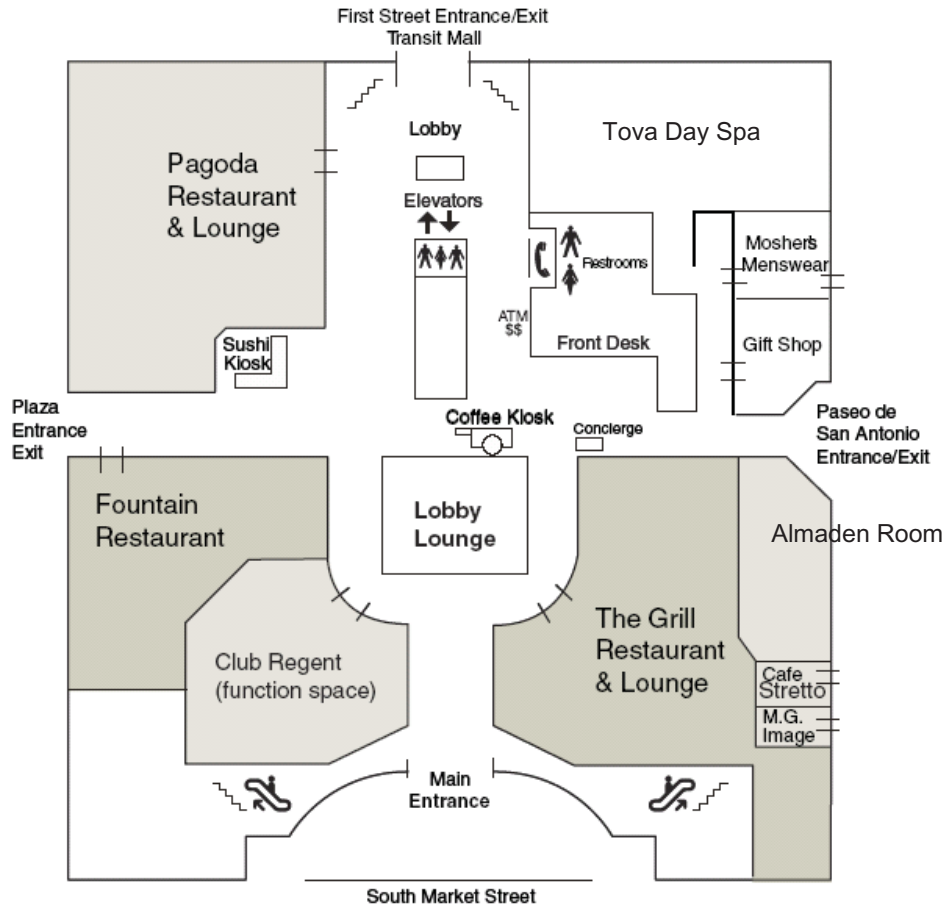 First Street Entrance/Exit
Transit Mall
Lobby
Tova Day Spa
Pagoda
Restaurant
& Lounge
Elevators
Restrooms
Mosher's
Menswear
ATM
$$
Front Desk
Gift Shop
Sushi
Kiosk
Plaza
Entrance
Exit
Coffee Kiosk
Concierge
Paseo de
San Antonio
Entrance/Exit
Fountain
Restaurant
Lobby
Lounge
Almaden Room
The Grill
Restaurant
& Lounge
Club Regent
(function space)
Cafe
Stretto
M.G.
Image
Main
Entrance
South Market Street